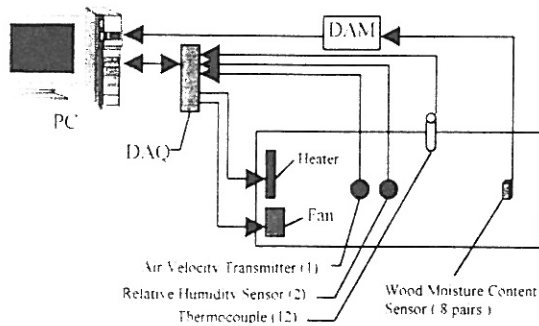 DAM
PC
DAQ
Heater
Fan
Air Velocity Transmitter (1)
Relative Humidity Sensor (2)
Thermocouple (12)
Wood Moisture Content
Sensor ( 8 pairs )